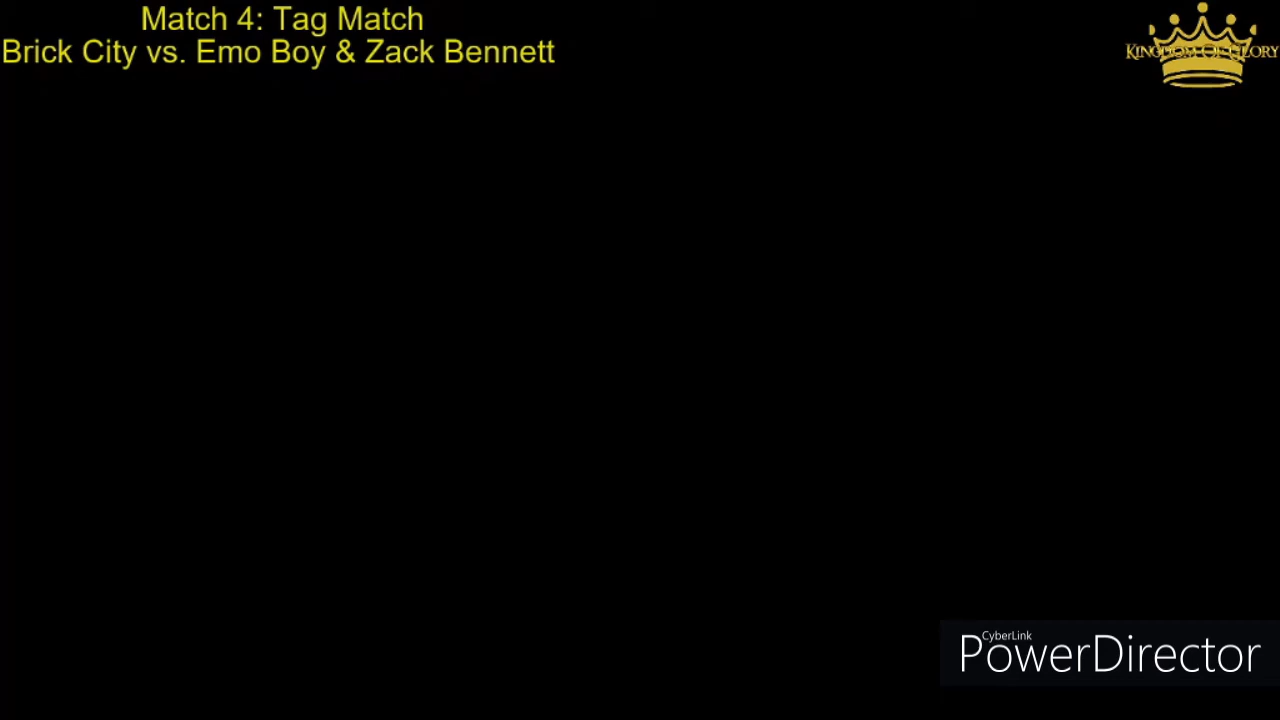 Match 4: Tag Match
Brick City vs. Emo Boy & Zack Bennett
KINGDOM OF GLORY
CyberLink
PowerDirector